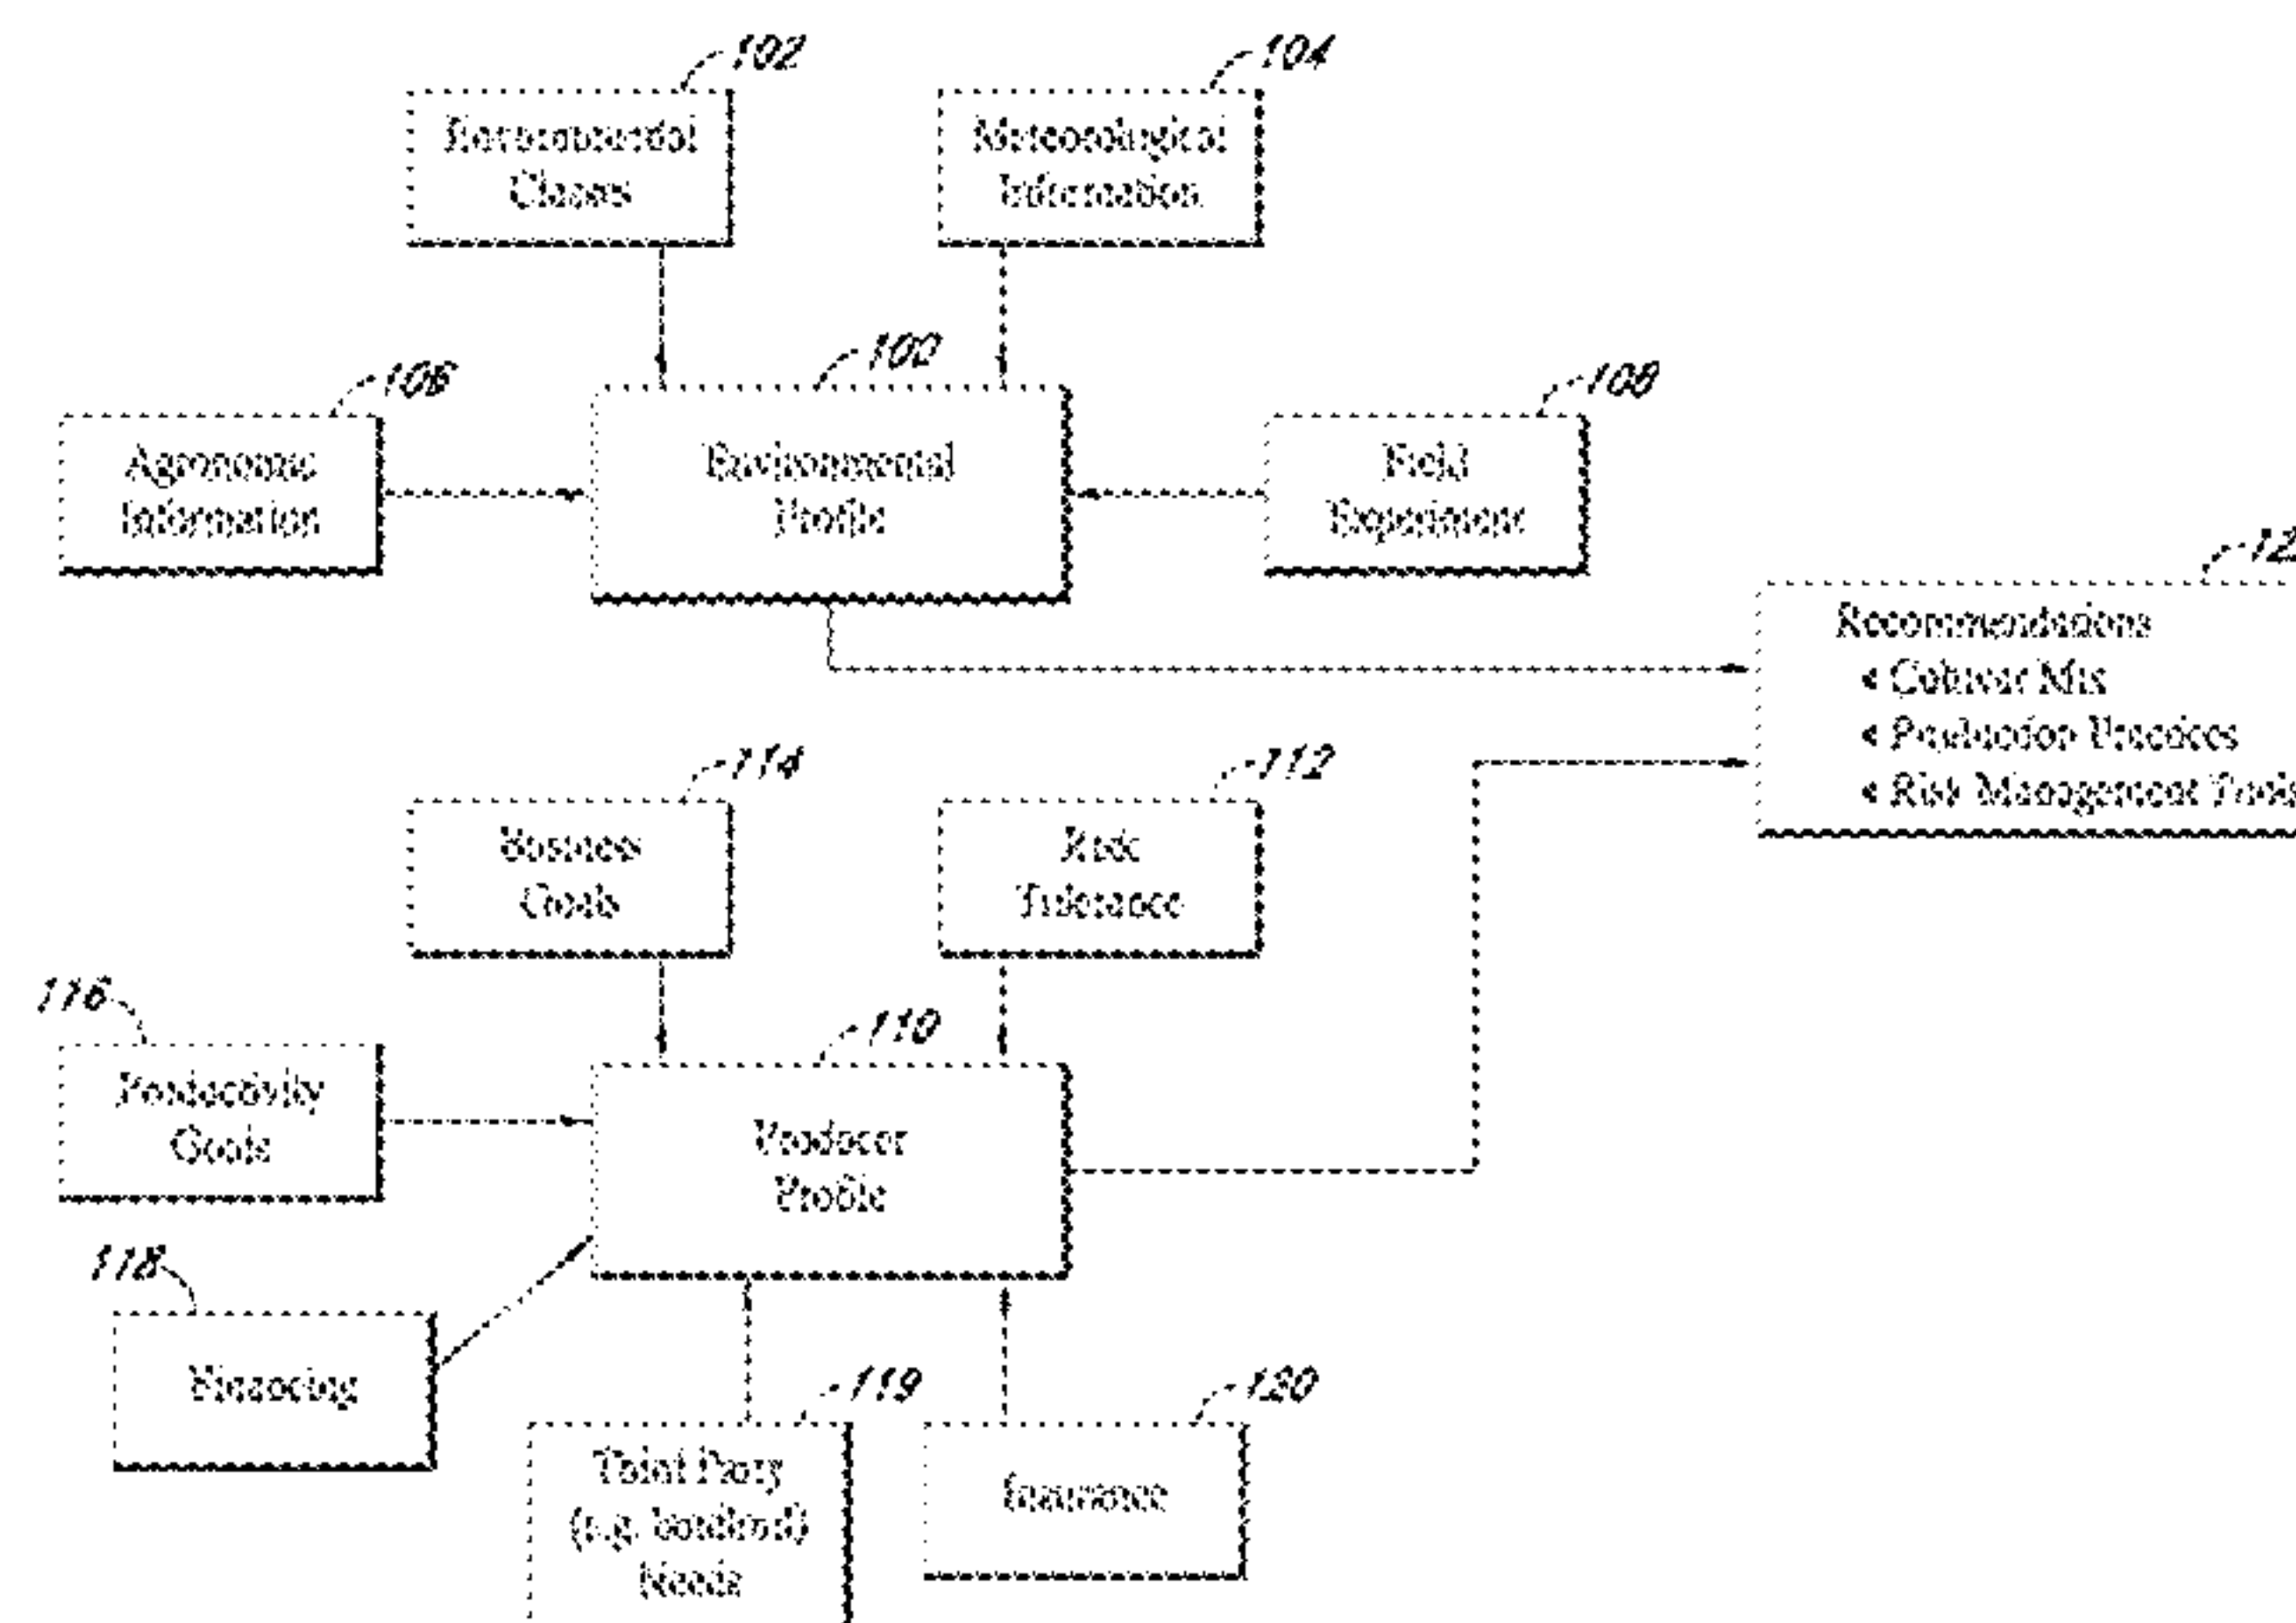 102
104
Environmental
Classes
Meteorological
Information
100
106
108
Agronomic
Information
Environmental
Profile
Field
Experiment
Recommendations
Cultivar Mix
Production Practices
Risk Management Tools
114
112
Business
Goals
Risk
Tolerance
116
110
Productivity
Goals
Producer
Profile
118
Financing
119
120
Third Party
(e.g. landlord)
Needs
Insurance